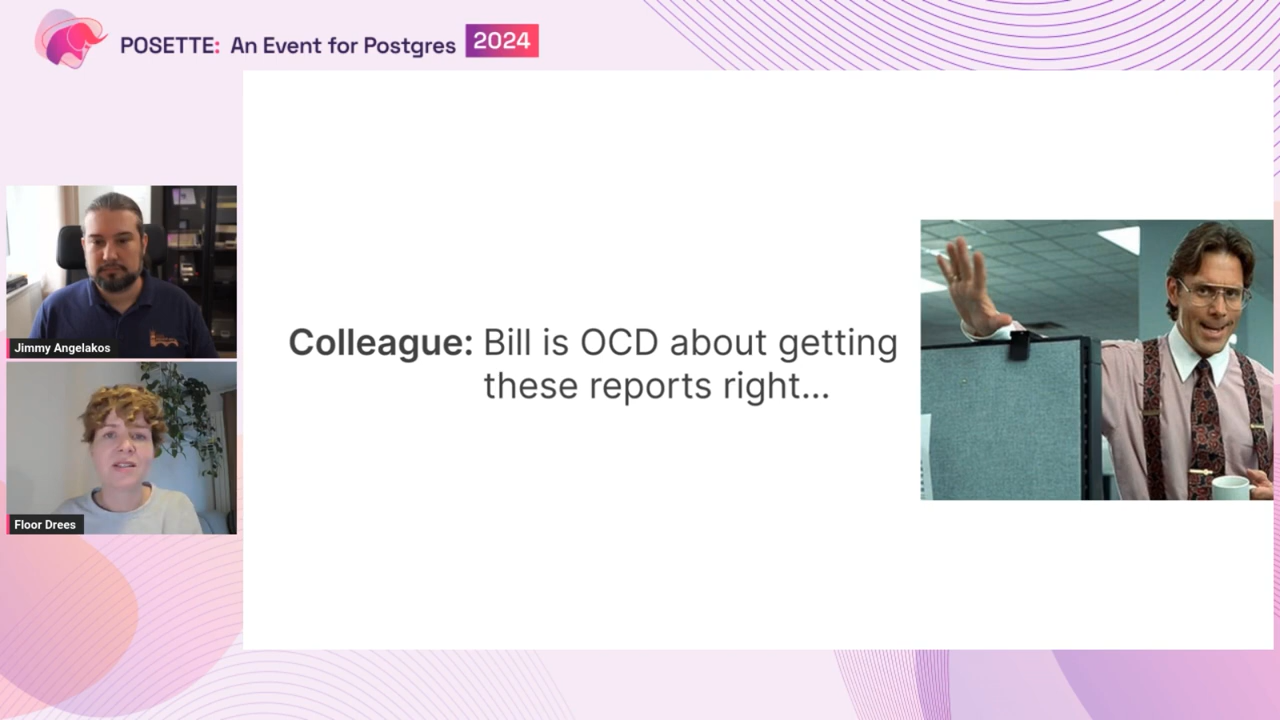 POSETTE: An Event for Postgres 2024
Jimmy Angelakos
Floor Drees
Colleague: Bill is OCD about getting
these reports right...